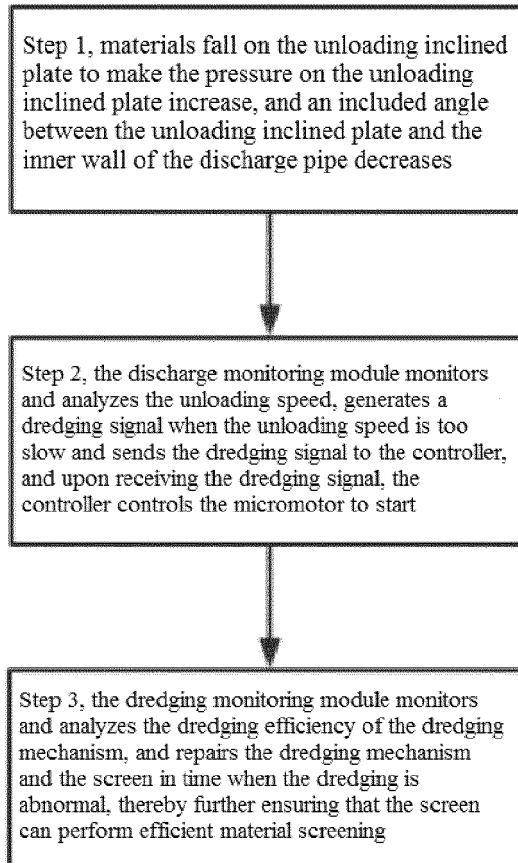 Step 1, materials fall on the unloading inclined
plate to make the pressure on the unloading
inclined plate increase, and an included angle
between the unloading inclined plate and the
inner wall of the discharge pipe decreases
Step 2, the discharge monitoring module monitors
and analyzes the unloading speed, generates a
dredging signal when the unloading speed is too
slow and sends the dredging signal to the controller,
and upon receiving the dredging signal, the
controller controls the micromotor to start
Step 3, the dredging monitoring module monitors
and analyzes the dredging efficiency of the dredging
mechanism, and repairs the dredging mechanism
and the screen in time when the dredging is
abnormal, thereby further ensuring that the screen
can perform efficient material screening